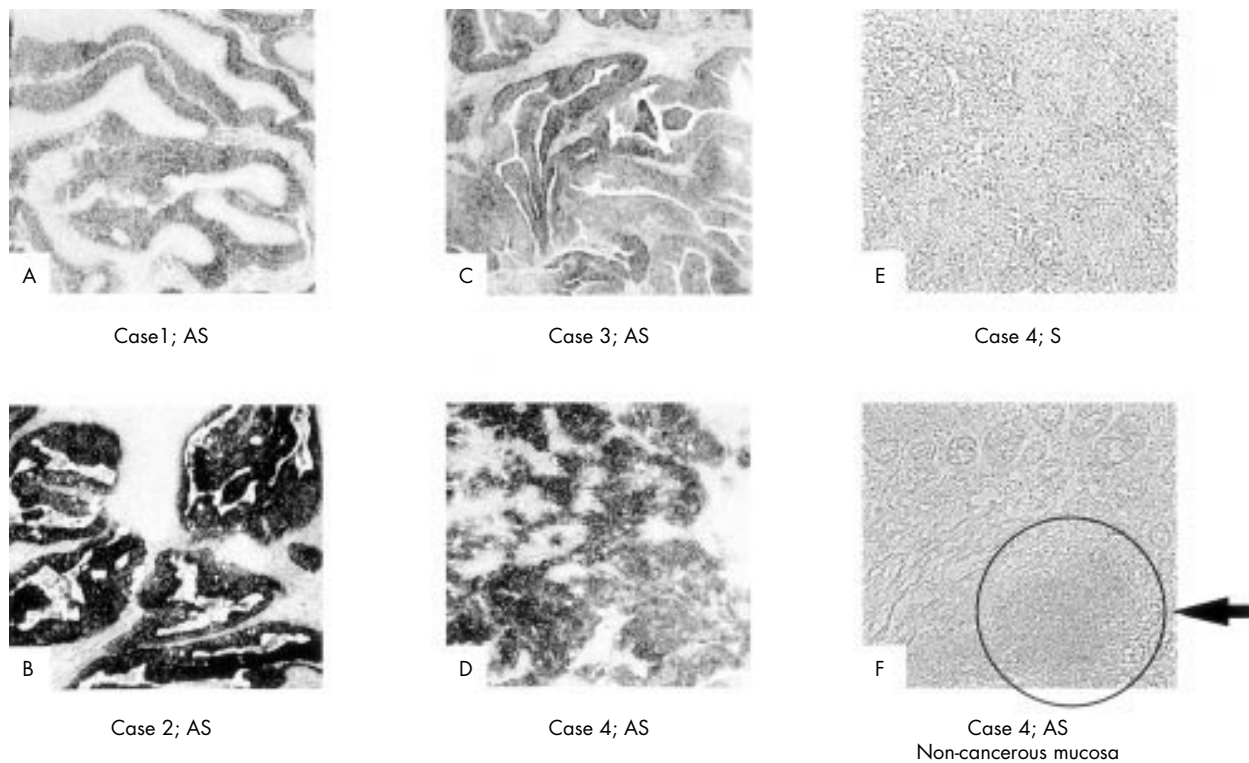 A
C
E
Case1; AS
Case 3; AS
Case 4; S
B
D
F
Case 2; AS
Case 4; AS
Case 4; AS
Non-cancerous mucosa